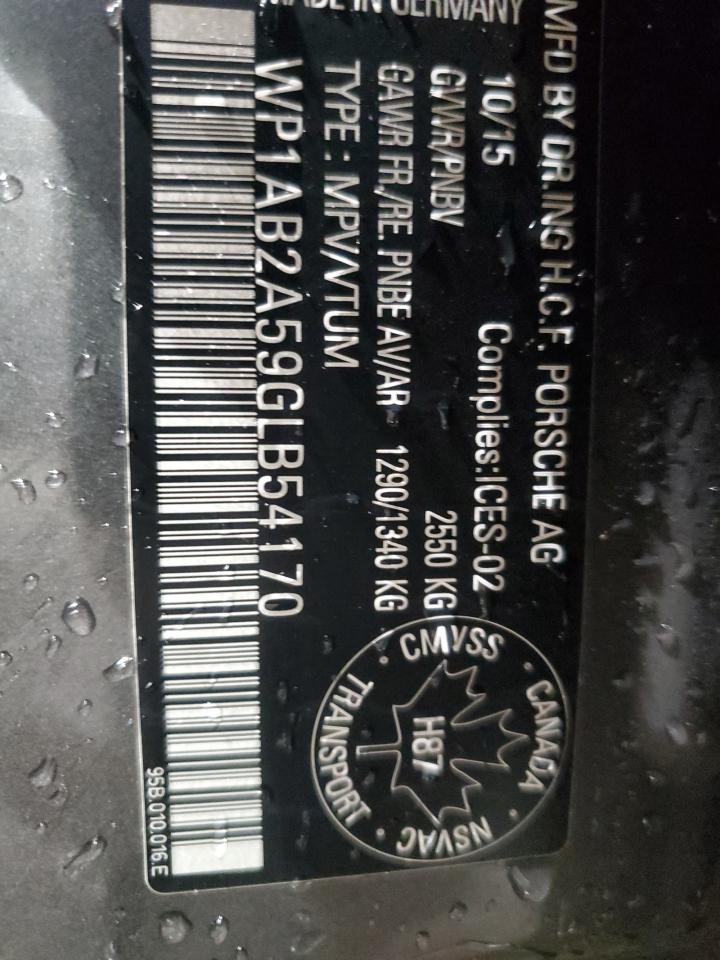 MADE IN GERMANY
MFD BY DR.ING H.C.F. PORSCHE AG
10/15 Complies:ICES-02
GVWR/PNBV 2550 KG
GAWR FR./RE. PNBE AV/AR 1290/1340 KG
TYPE : MPV/VTUM
WP1AB2A59GLB54170
CMVSS · CANADA
H87
TRANSPORT · NSVAC
95B.010.016.E